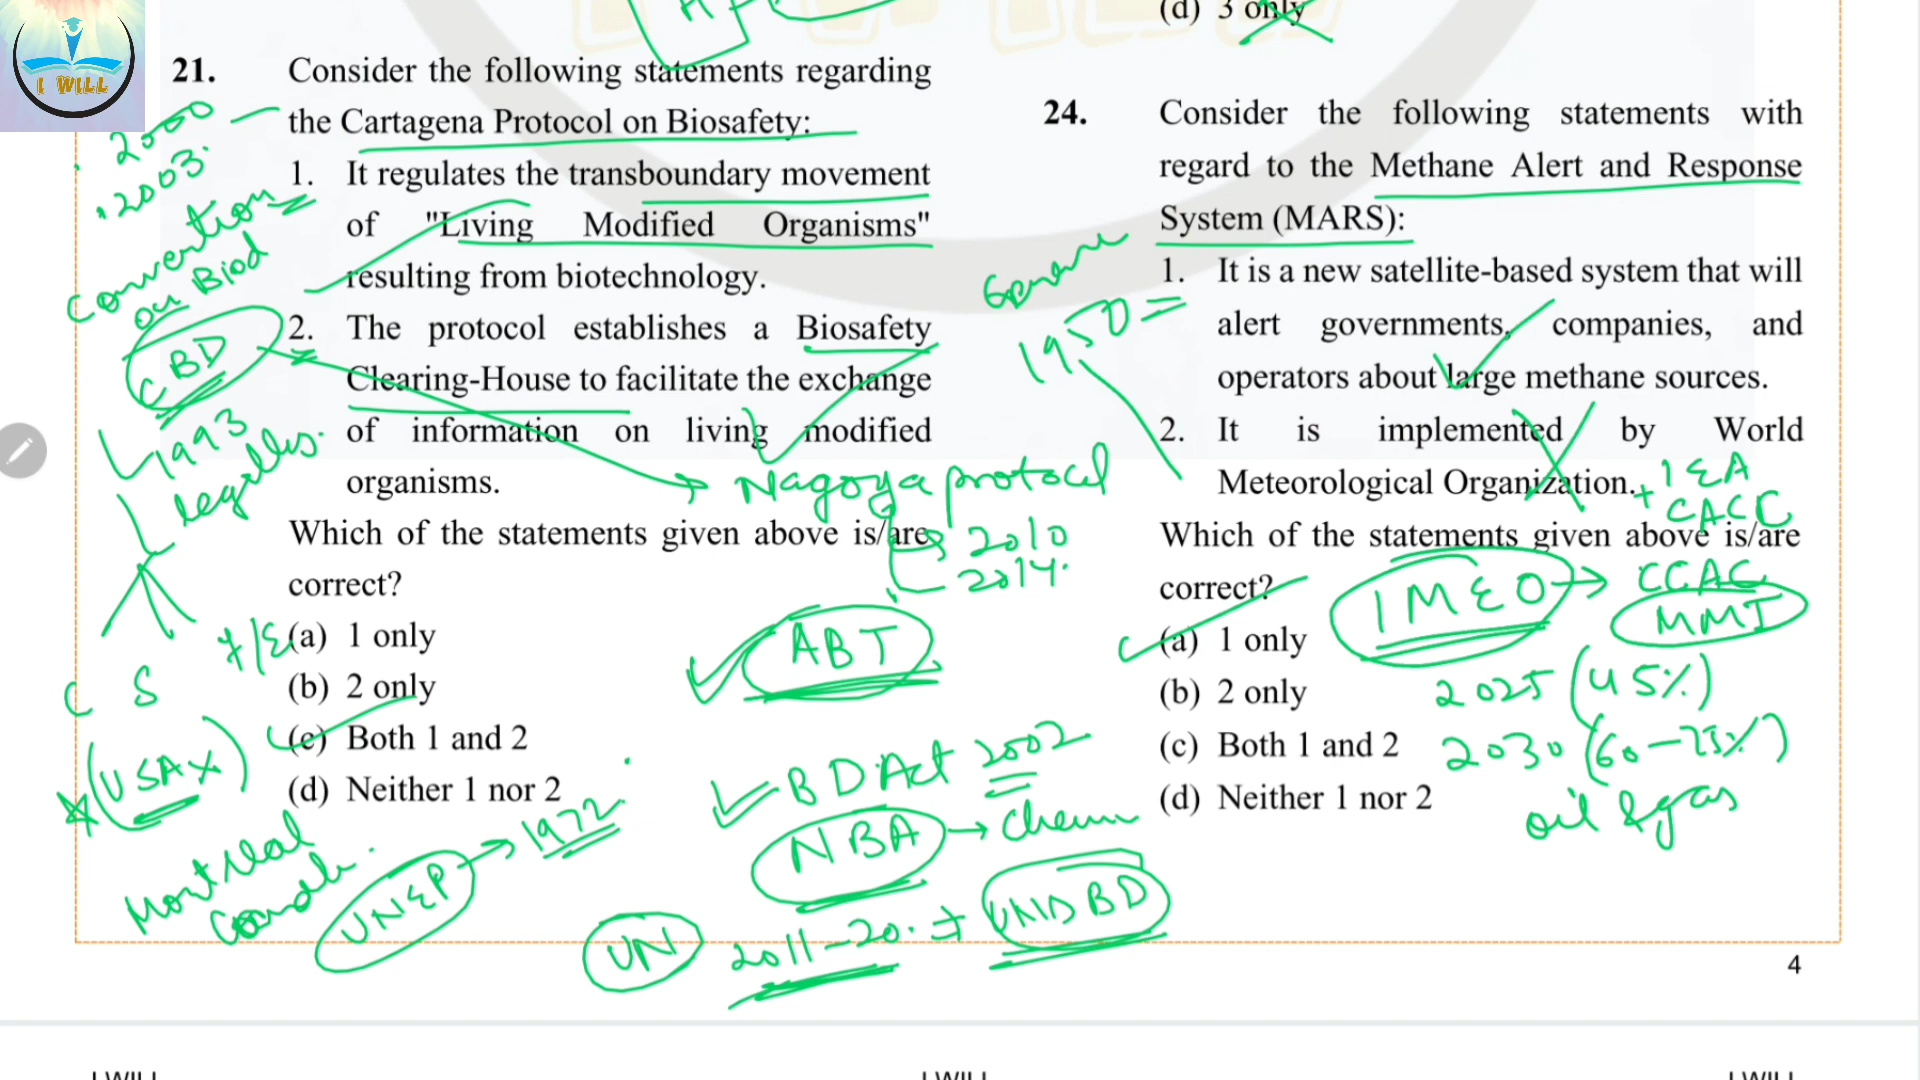 I WILL
21.
Consider the following statements regarding
the Cartagena Protocol on Biosafety:
1. It regulates the transboundary movement
of "Living Modified Organisms"
resulting from biotechnology.
2. The protocol establishes a Biosafety
Clearing-House to facilitate the exchange
of information on living modified
organisms.
Which of the statements given above is/are
correct?
(a) 1 only
(b) 2 only
(c) Both 1 and 2
(d) Neither 1 nor 2
2000
2003
Convention
on Biod
CBD
1993
C S
(USA X)
Montreal
UNEP → 1972
Nagoya protocol
2010
2014.
ABT
BD Act 2002
NBA →
UN 2011-20. → UNDBD
(d) 3 only
24.
Consider the following statements with
regard to the Methane Alert and Response
System (MARS):
1. It is a new satellite-based system that will
alert governments, companies, and
operators about large methane sources.
2. It is implemented by World
Meteorological Organization.
Which of the statements given above is/are
correct?
(a) 1 only
(b) 2 only
(c) Both 1 and 2
(d) Neither 1 nor 2
1950 =
+ IEA
CACC
IMEO → CCAC
MMI
2025 (45%)
2030 (60-75%)
oil & gas
4
I WILL
I WILL
I WILL